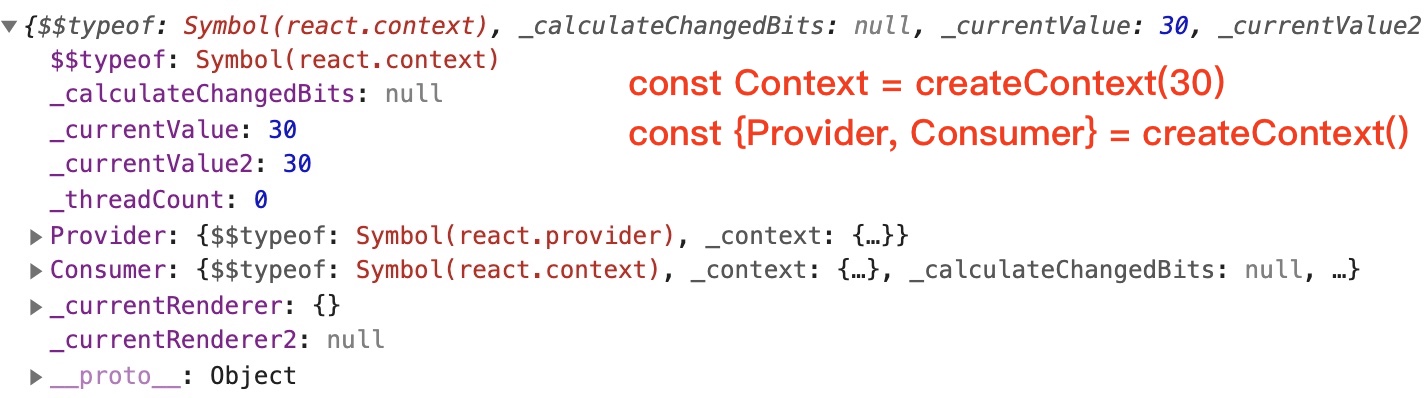 {$$typeof: Symbol(react.context), _calculateChangedBits: null, _currentValue: 30, _currentValue2
$$typeof: Symbol(react.context)
const Context = createContext(30)
_calculateChangedBits: null
_currentValue: 30
const {Provider, Consumer} = createContext()
_currentValue2: 30
_threadCount: 0
Provider: {$$typeof: Symbol(react.provider), _context: {…}}
Consumer: {$$typeof: Symbol(react.context), _context: {…}, _calculateChangedBits: null, …}
_currentRenderer: {}
_currentRenderer2: null
__proto__: Object